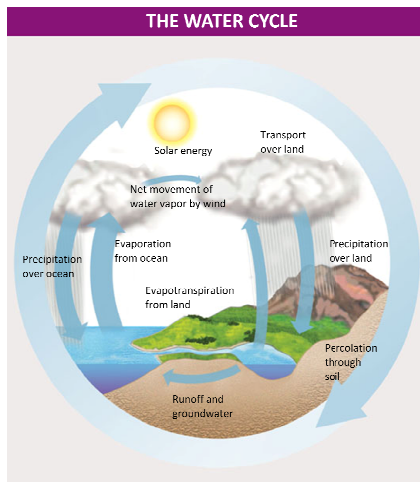 THE WATER CYCLE
Transport
over land
Solar energy
Net movement of
water vapor by wind
Evaporation
from ocean
Precipitation
over ocean
Precipitation
over land
Evapotranspiration
from land
Percolation
through
soil
Runoff and
groundwater